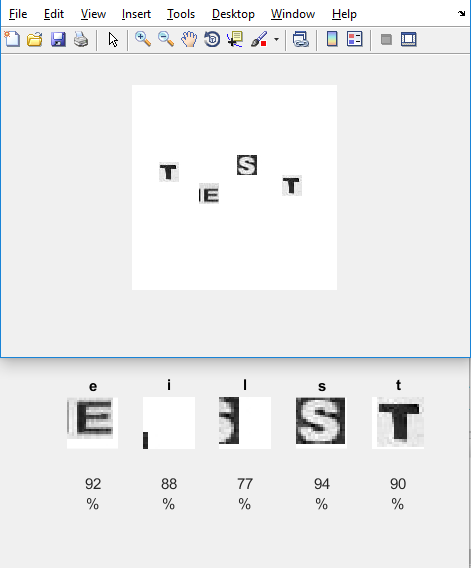 File Edit View Insert Tools Desktop Window Help
T E S T
e i l s t
E S S T
92 88 77 94 90
% % % % %